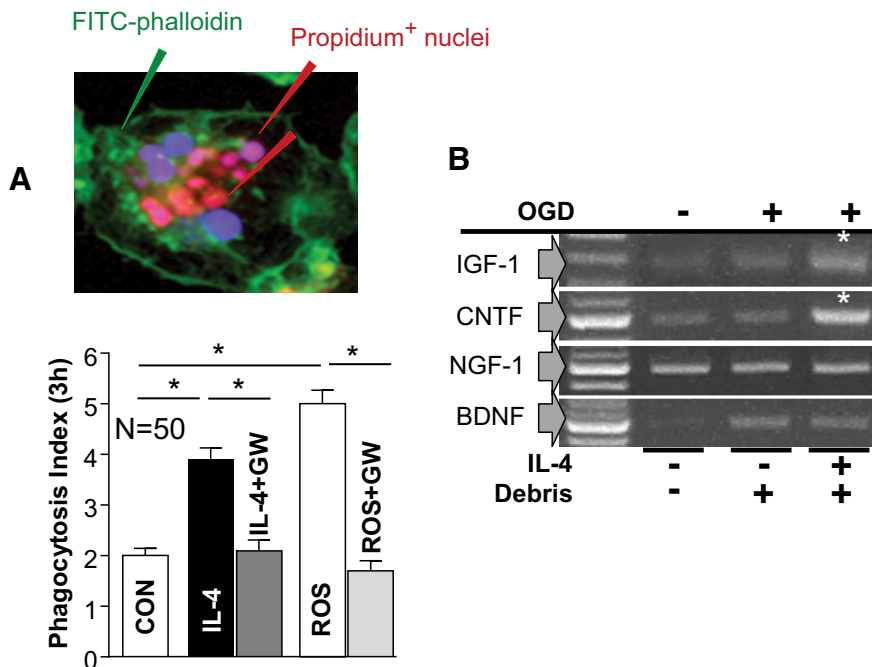 FITC-phalloidin
Propidium⁺ nuclei
A
Phagocytosis Index (3h)
6
5
4
3
2
1
0
N=50
* * * *
CON
IL-4
IL-4+GW
ROS
ROS+GW
B
OGD - + +
IGF-1 *
CNTF *
NGF-1
BDNF
IL-4 - - +
Debris - + +